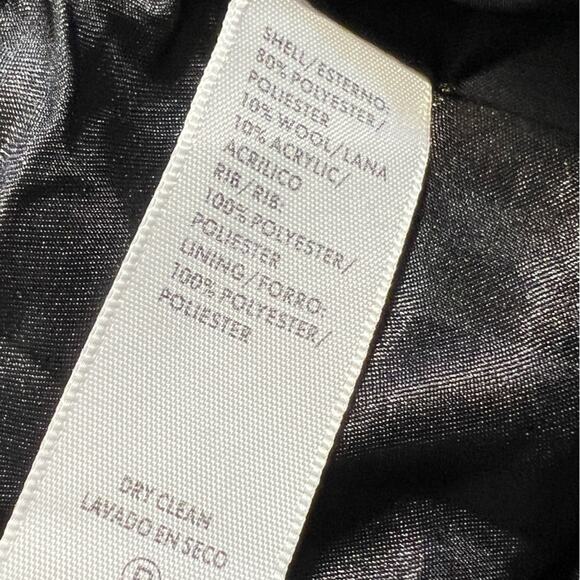 SHELL/ESTERNO:
80% POLYESTER/
POLIESTER
10% WOOL/LANA
10% ACRYLIC/
ACRILICO
RIB/RIB:
100% POLYESTER/
POLIESTER
LINING/FORRO:
100% POLYESTER/
POLIESTER
DRY CLEAN
LAVADO EN SECO
P